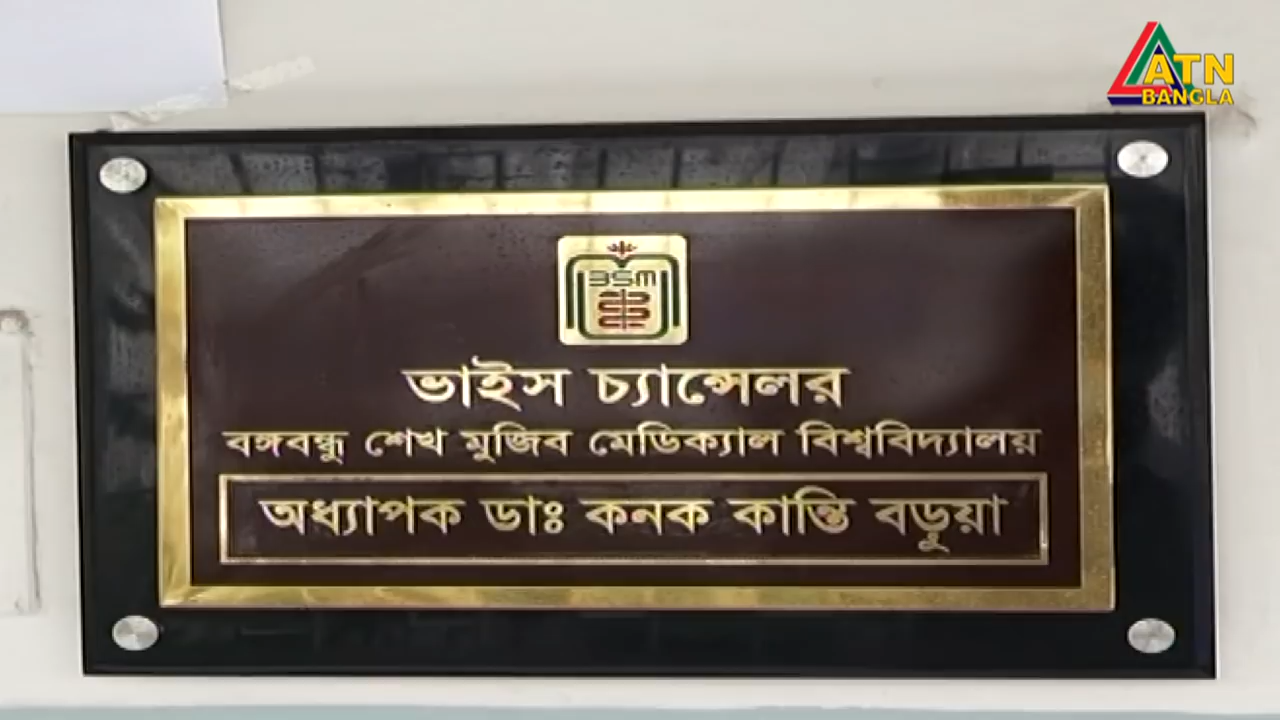 ATN
BANGLA
BSM
ভাইস চ্যান্সেলর
বঙ্গবন্ধু শেখ মুজিব মেডিক্যাল বিশ্ববিদ্যালয়
অধ্যাপক ডাঃ কনক কান্তি বড়ুয়া